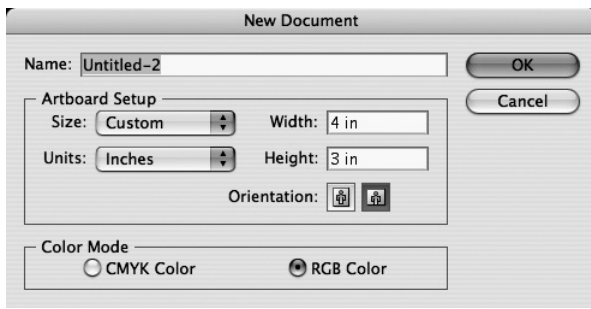 New Document
Name: Untitled-2
OK
Artboard Setup
Cancel
Size: Custom
Width: 4 in
Units: Inches
Height: 3 in
Orientation:
Color Mode
CMYK Color
RGB Color